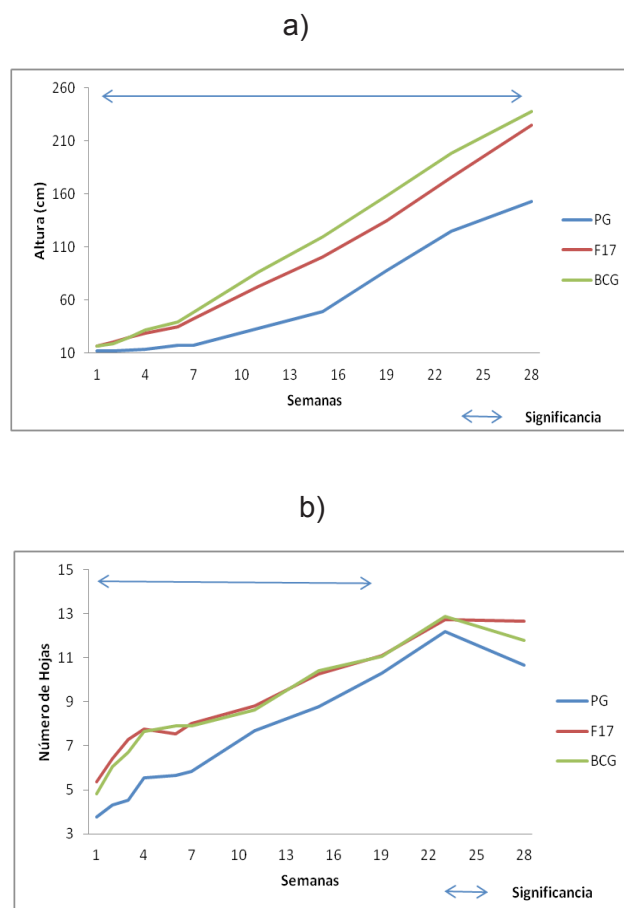 a)
260
210
160
110
60
10
Altura (cm)
1 4 7 10 13 16 19 22 25 28
Semanas
PG
F17
BCG
Significancia
b)
15
13
11
9
7
5
3
Número de Hojas
1 4 7 10 13 16 19 22 25 28
Semanas
PG
F17
BCG
Significancia